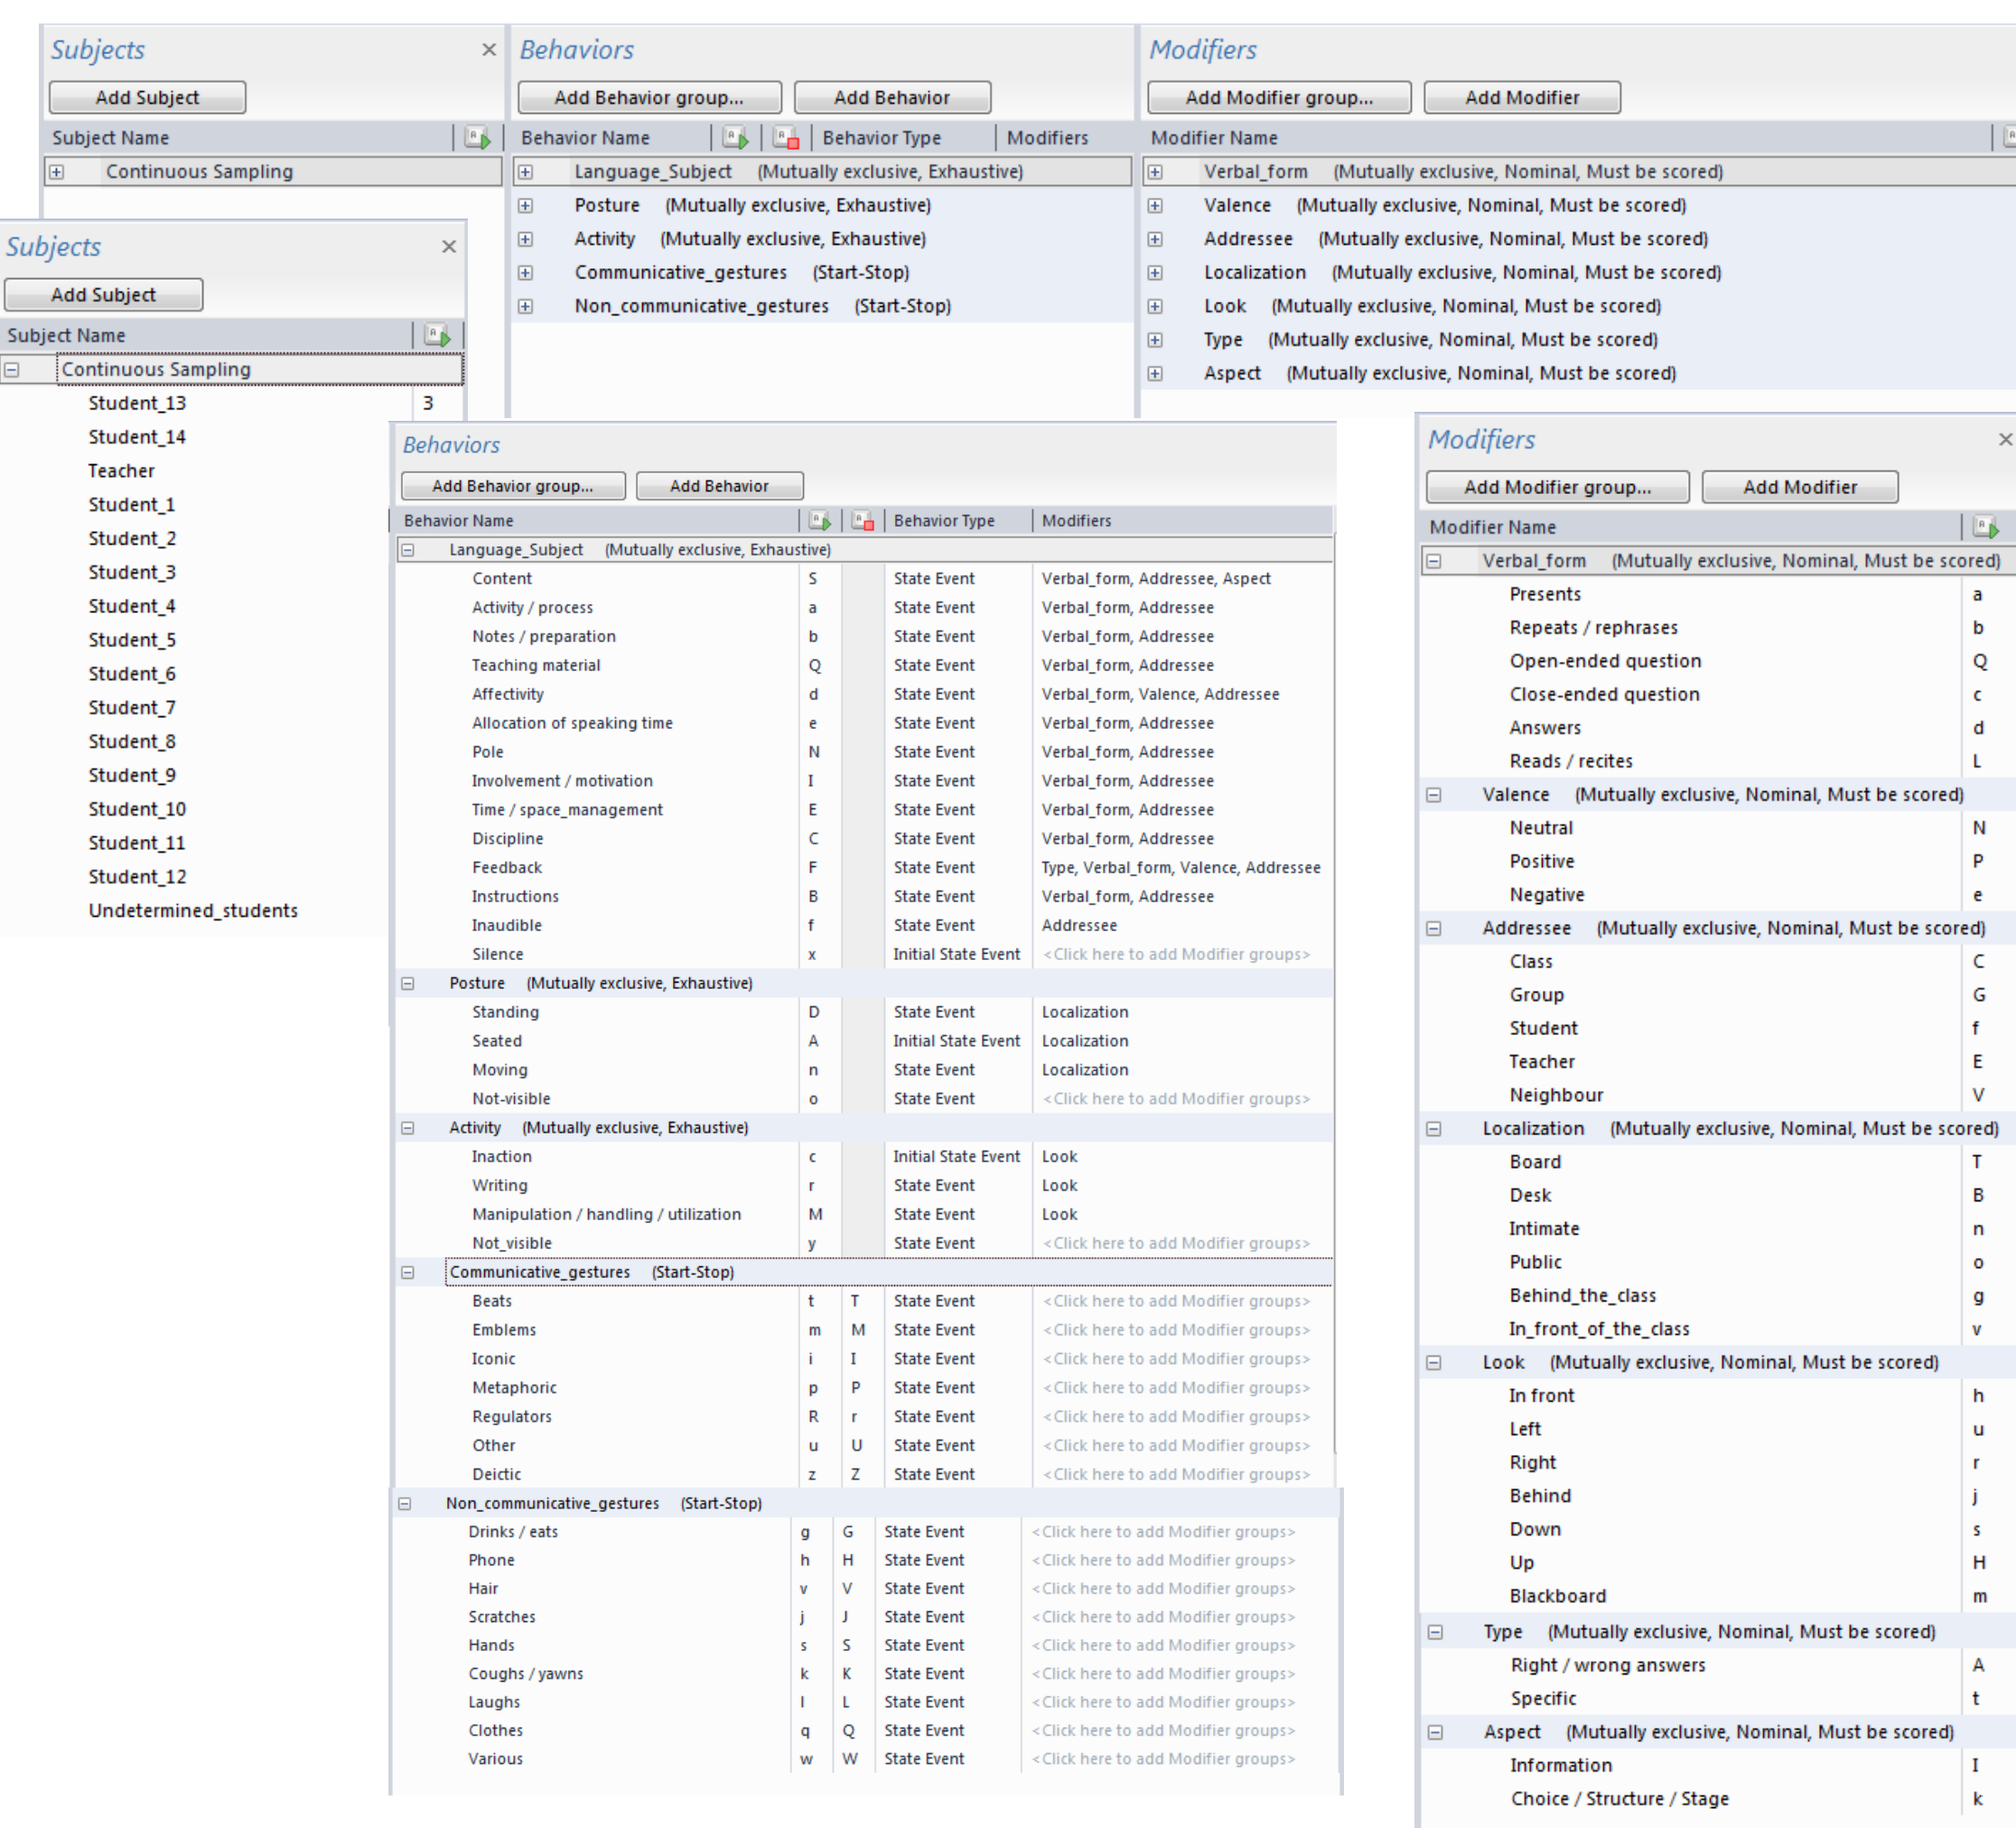 Subjects ×
Add Subject
Subject Name
Continuous Sampling
Behaviors
Add Behavior group... Add Behavior
Behavior Name Behavior Type Modifiers
Language_Subject (Mutually exclusive, Exhaustive)
Posture (Mutually exclusive, Exhaustive)
Activity (Mutually exclusive, Exhaustive)
Communicative_gestures (Start-Stop)
Non_communicative_gestures (Start-Stop)
Modifiers
Add Modifier group... Add Modifier
Modifier Name
Verbal_form (Mutually exclusive, Nominal, Must be scored)
Valence (Mutually exclusive, Nominal, Must be scored)
Addressee (Mutually exclusive, Nominal, Must be scored)
Localization (Mutually exclusive, Nominal, Must be scored)
Look (Mutually exclusive, Nominal, Must be scored)
Type (Mutually exclusive, Nominal, Must be scored)
Aspect (Mutually exclusive, Nominal, Must be scored)
Subjects ×
Add Subject
Subject Name
Continuous Sampling
Student_13 3
Student_14
Teacher
Student_1
Student_2
Student_3
Student_4
Student_5
Student_6
Student_7
Student_8
Student_9
Student_10
Student_11
Student_12
Undetermined_students
Behaviors
Add Behavior group... Add Behavior
Behavior Name Behavior Type Modifiers
Language_Subject (Mutually exclusive, Exhaustive)
Content S State Event Verbal_form, Addressee, Aspect
Activity / process a State Event Verbal_form, Addressee
Notes / preparation b State Event Verbal_form, Addressee
Teaching material Q State Event Verbal_form, Addressee
Affectivity d State Event Verbal_form, Valence, Addressee
Allocation of speaking time e State Event Verbal_form, Addressee
Pole N State Event Verbal_form, Addressee
Involvement / motivation I State Event Verbal_form, Addressee
Time / space_management E State Event Verbal_form, Addressee
Discipline C State Event Verbal_form, Addressee
Feedback F State Event Type, Verbal_form, Valence, Addressee
Instructions B State Event Verbal_form, Addressee
Inaudible f State Event Addressee
Silence x Initial State Event <Click here to add Modifier groups>
Posture (Mutually exclusive, Exhaustive)
Standing D State Event Localization
Seated A Initial State Event Localization
Moving n State Event Localization
Not-visible o State Event <Click here to add Modifier groups>
Activity (Mutually exclusive, Exhaustive)
Inaction c Initial State Event Look
Writing r State Event Look
Manipulation / handling / utilization M State Event Look
Not_visible y State Event <Click here to add Modifier groups>
Communicative_gestures (Start-Stop)
Beats t T State Event <Click here to add Modifier groups>
Emblems m M State Event <Click here to add Modifier groups>
Iconic i I State Event <Click here to add Modifier groups>
Metaphoric p P State Event <Click here to add Modifier groups>
Regulators R r State Event <Click here to add Modifier groups>
Other u U State Event <Click here to add Modifier groups>
Deictic z Z State Event <Click here to add Modifier groups>
Non_communicative_gestures (Start-Stop)
Drinks / eats g G State Event <Click here to add Modifier groups>
Phone h H State Event <Click here to add Modifier groups>
Hair v V State Event <Click here to add Modifier groups>
Scratches j J State Event <Click here to add Modifier groups>
Hands s S State Event <Click here to add Modifier groups>
Coughs / yawns k K State Event <Click here to add Modifier groups>
Laughs l L State Event <Click here to add Modifier groups>
Clothes q Q State Event <Click here to add Modifier groups>
Various w W State Event <Click here to add Modifier groups>
Modifiers ×
Add Modifier group... Add Modifier
Modifier Name
Verbal_form (Mutually exclusive, Nominal, Must be scored)
Presents a
Repeats / rephrases b
Open-ended question Q
Close-ended question c
Answers d
Reads / recites L
Valence (Mutually exclusive, Nominal, Must be scored)
Neutral N
Positive P
Negative e
Addressee (Mutually exclusive, Nominal, Must be scored)
Class C
Group G
Student f
Teacher E
Neighbour V
Localization (Mutually exclusive, Nominal, Must be scored)
Board T
Desk B
Intimate n
Public o
Behind_the_class g
In_front_of_the_class v
Look (Mutually exclusive, Nominal, Must be scored)
In front h
Left u
Right r
Behind j
Down s
Up H
Blackboard m
Type (Mutually exclusive, Nominal, Must be scored)
Right / wrong answers A
Specific t
Aspect (Mutually exclusive, Nominal, Must be scored)
Information I
Choice / Structure / Stage k